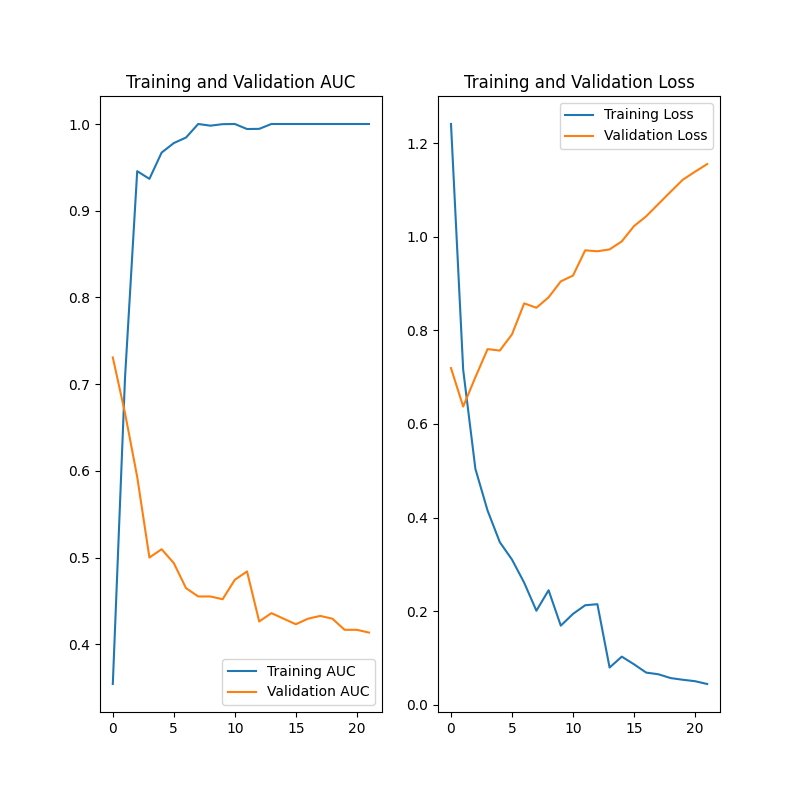 Training and Validation AUC
1.0
0.9
0.8
0.7
0.6
0.5
0.4
Training AUC
Validation AUC
0 5 10 15 20
Training and Validation Loss
Training Loss
Validation Loss
1.2
1.0
0.8
0.6
0.4
0.2
0.0
0 5 10 15 20